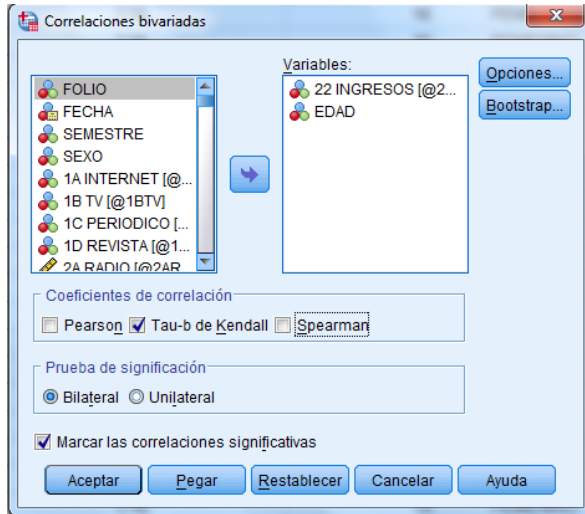 Correlaciones bivariadas
Variables:
FOLIO
FECHA
SEMESTRE
SEXO
1A INTERNET [@...
1B TV [@1BTV]
1C PERIODICO [...
1D REVISTA [@1...
2A RADIO [@2AR
22 INGRESOS [@2...
EDAD
Opciones...
Bootstrap...
Coeficientes de correlación
Pearson Tau-b de Kendall Spearman
Prueba de significación
Bilateral Unilateral
Marcar las correlaciones significativas
Aceptar Pegar Restablecer Cancelar Ayuda